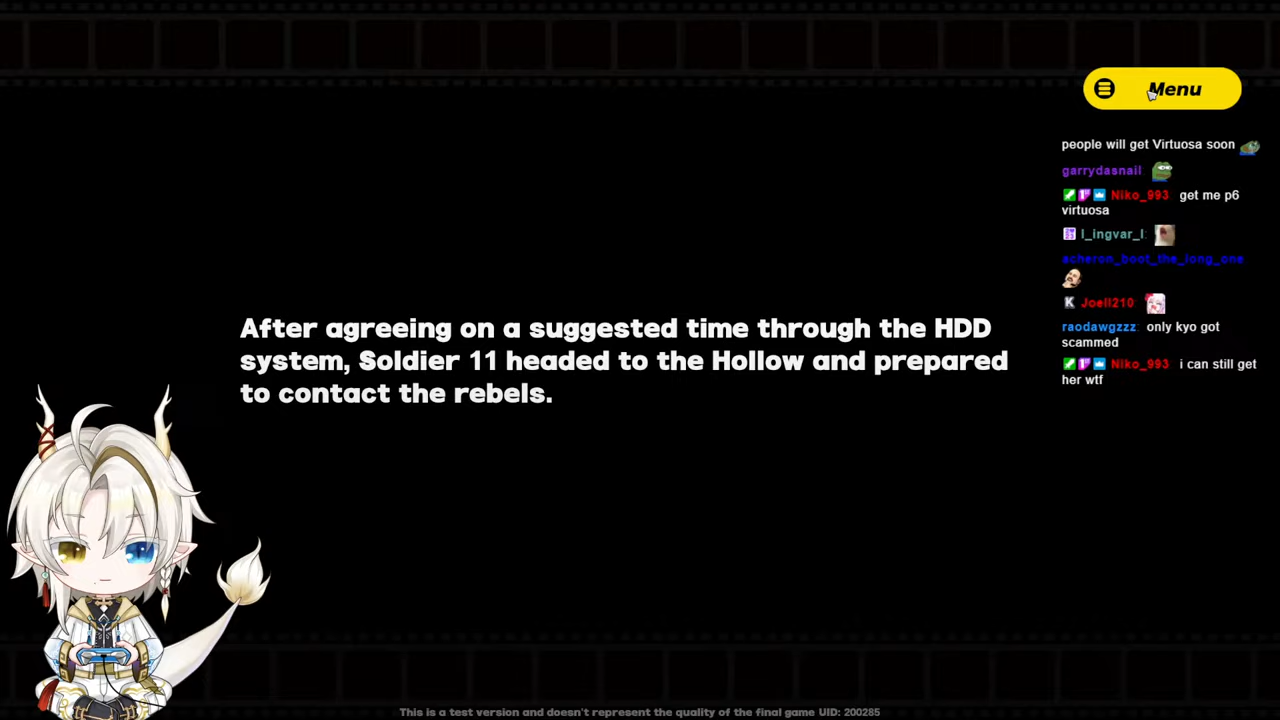 Menu
people will get Virtuosa soon
garrydasnail:
Niko_993: get me p6
virtuosa
I_ingvar_I:
acheron_boot_the_long_one:
Joell210:
raodawgzzz: only kyo got
scammed
Niko_993: i can still get
her wtf
After agreeing on a suggested time through the HDD
system, Soldier 11 headed to the Hollow and prepared
to contact the rebels.
This is a test version and doesn't represent the quality of the final game UID: 200285